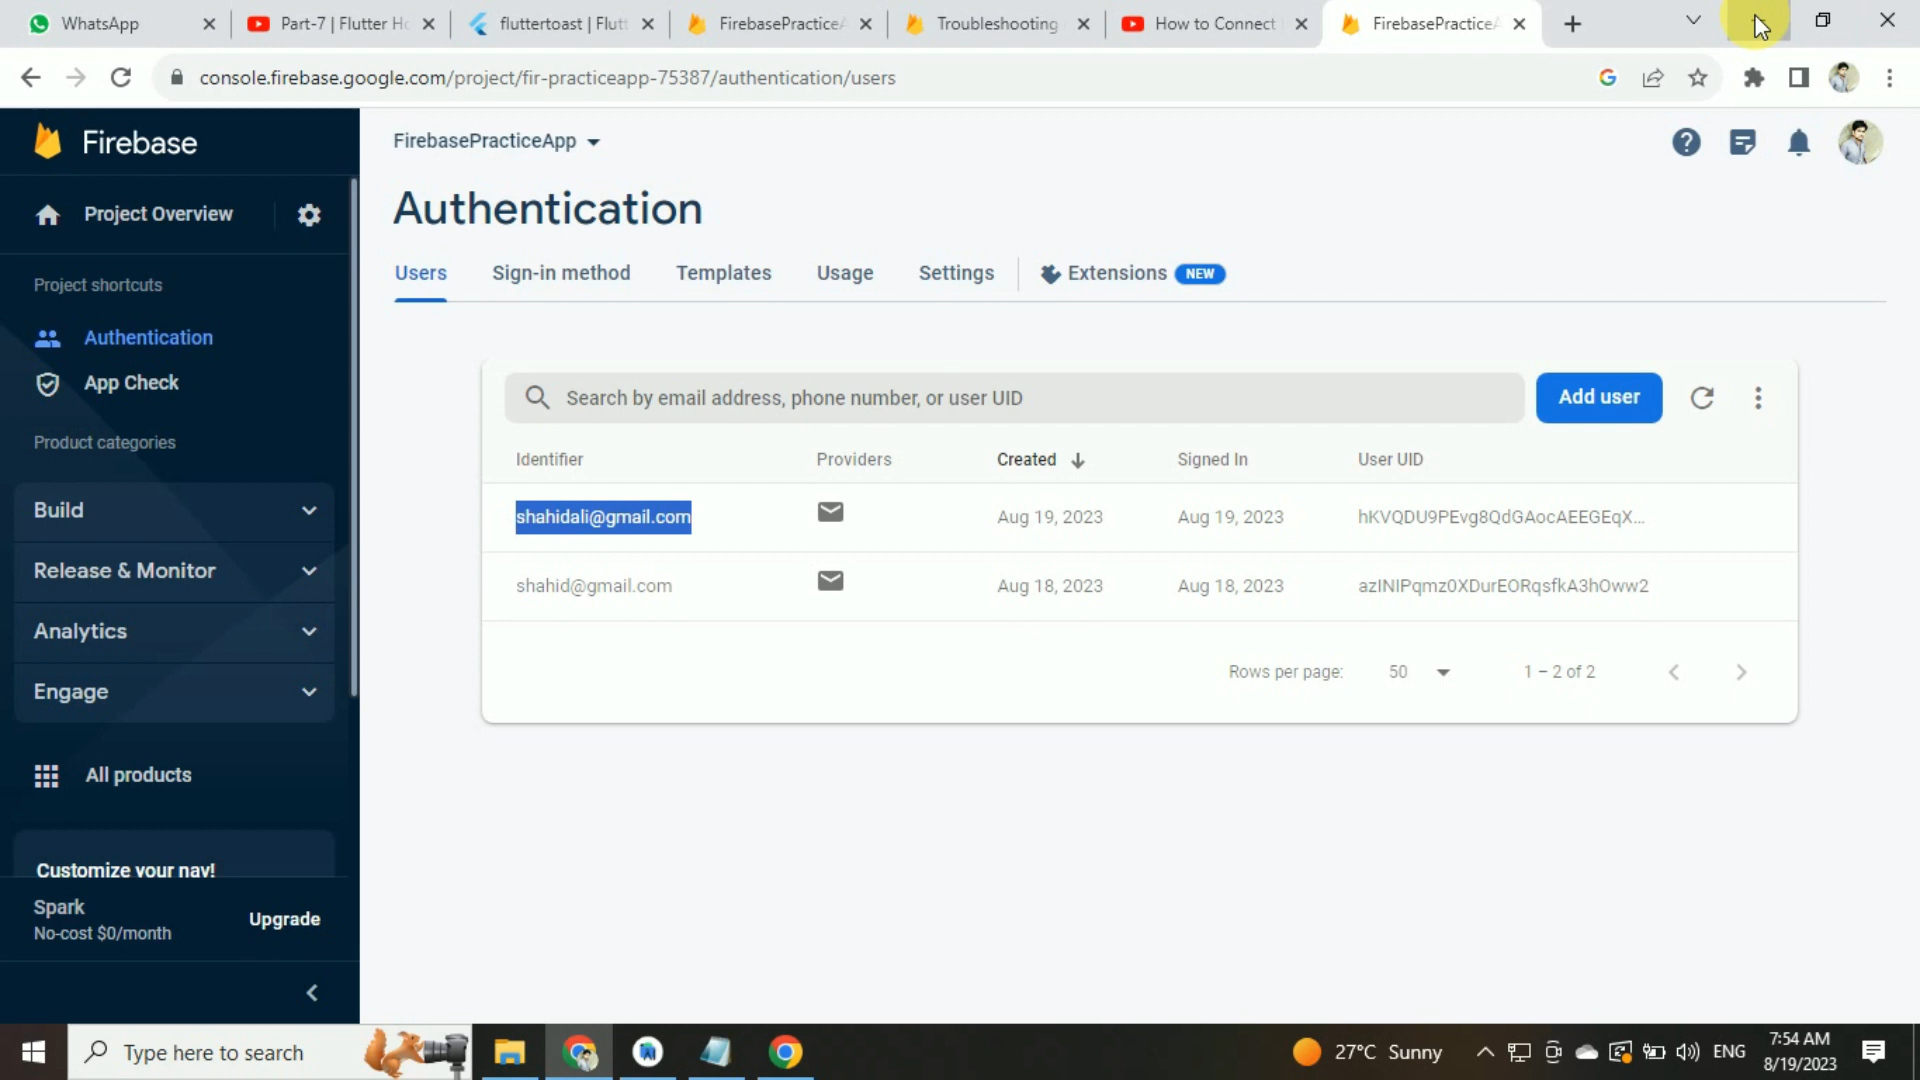 WhatsApp
Part-7 | Flutter Ho
fluttertoast | Flutt
FirebasePracticeA
Troubleshooting
How to Connect
FirebasePracticeA
console.firebase.google.com/project/fir-practiceapp-75387/authentication/users
Firebase
FirebasePracticeApp
Project Overview
Authentication
Users Sign-in method Templates Usage Settings Extensions NEW
Project shortcuts
Authentication
App Check
Product categories
Build
Release & Monitor
Analytics
Engage
All products
Customize your nav!
Spark
No-cost $0/month
Upgrade
Search by email address, phone number, or user UID
Add user
Identifier Providers Created Signed In User UID
shahidali@gmail.com Aug 19, 2023 Aug 19, 2023 hKVQDU9PEvg8QdGAocAEEGEqX...
shahid@gmail.com Aug 18, 2023 Aug 18, 2023 azINIPqmz0XDurEORqsfkA3hOww2
Rows per page: 50 1 – 2 of 2
Type here to search
27°C Sunny
ENG
7:54 AM
8/19/2023